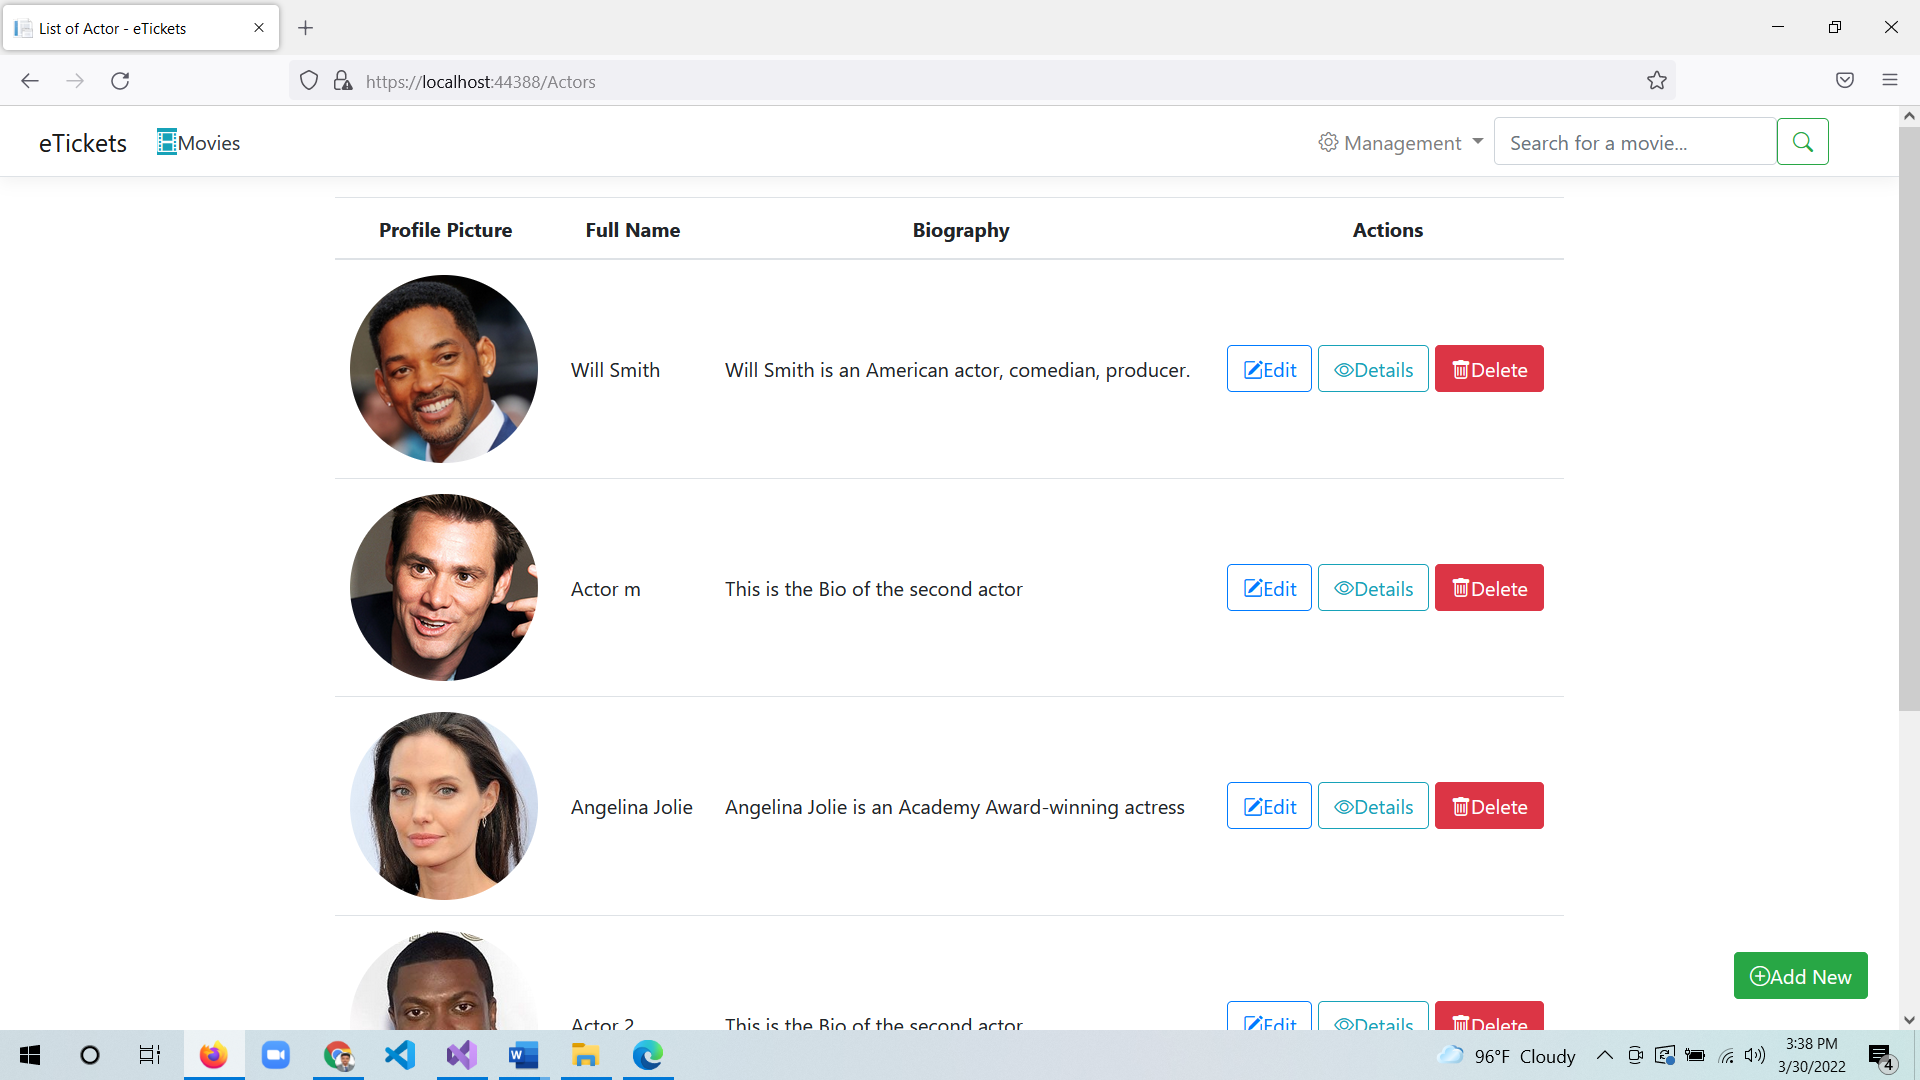 List of Actor - eTickets
https://localhost:44388/Actors
eTickets Movies Management Search for a movie...
Profile Picture Full Name Biography Actions
Will Smith Will Smith is an American actor, comedian, producer. Edit Details Delete
Actor m This is the Bio of the second actor Edit Details Delete
Angelina Jolie Angelina Jolie is an Academy Award-winning actress Edit Details Delete
Add New
Actor 2 This is the Bio of the second actor Edit Details Delete
96°F Cloudy
3:38 PM
3/30/2022
4